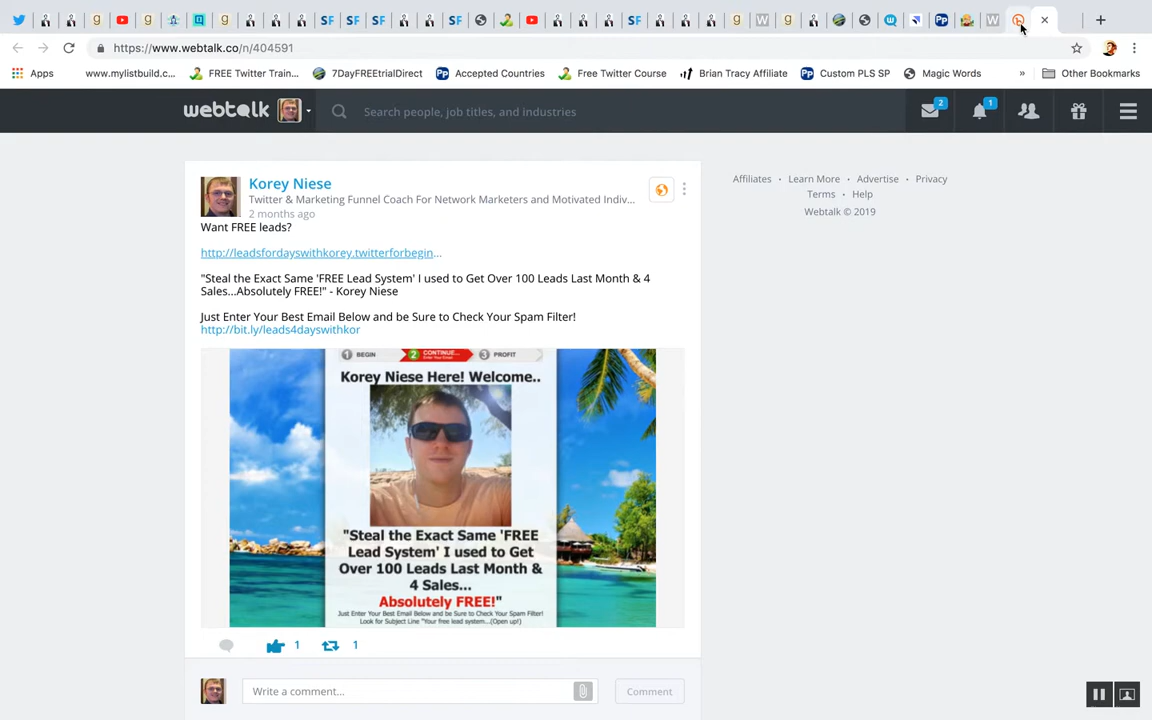 https://www.webtalk.co/n/404591
Apps
www.mylistbuild.c...
FREE Twitter Train...
7DayFREEtrialDirect
Accepted Countries
Free Twitter Course
Brian Tracy Affiliate
Custom PLS SP
Magic Words
»
Other Bookmarks
webtalk
Search people, job titles, and industries
2
1
Korey Niese
Twitter & Marketing Funnel Coach For Network Marketers and Motivated Indiv...
2 months ago
Want FREE leads?
http://leadsfordayswithkorey.twitterforbegin...
"Steal the Exact Same 'FREE Lead System' I used to Get Over 100 Leads Last Month & 4
Sales...Absolutely FREE!" - Korey Niese
Just Enter Your Best Email Below and be Sure to Check Your Spam Filter!
http://bit.ly/leads4dayswithkor
1 BEGIN
2 CONTINUE...
Enter Your Email
3 PROFIT
Korey Niese Here! Welcome..
"Steal the Exact Same 'FREE
Lead System' I used to Get
Over 100 Leads Last Month &
4 Sales...
Absolutely FREE!"
Just Enter Your Best Email Below and be Sure to Check Your Spam Filter!
Look for Subject Line "Your free lead system...(Open up!)
1
1
Write a comment...
Comment
Affiliates
Learn More
Advertise
Privacy
Terms
Help
Webtalk © 2019